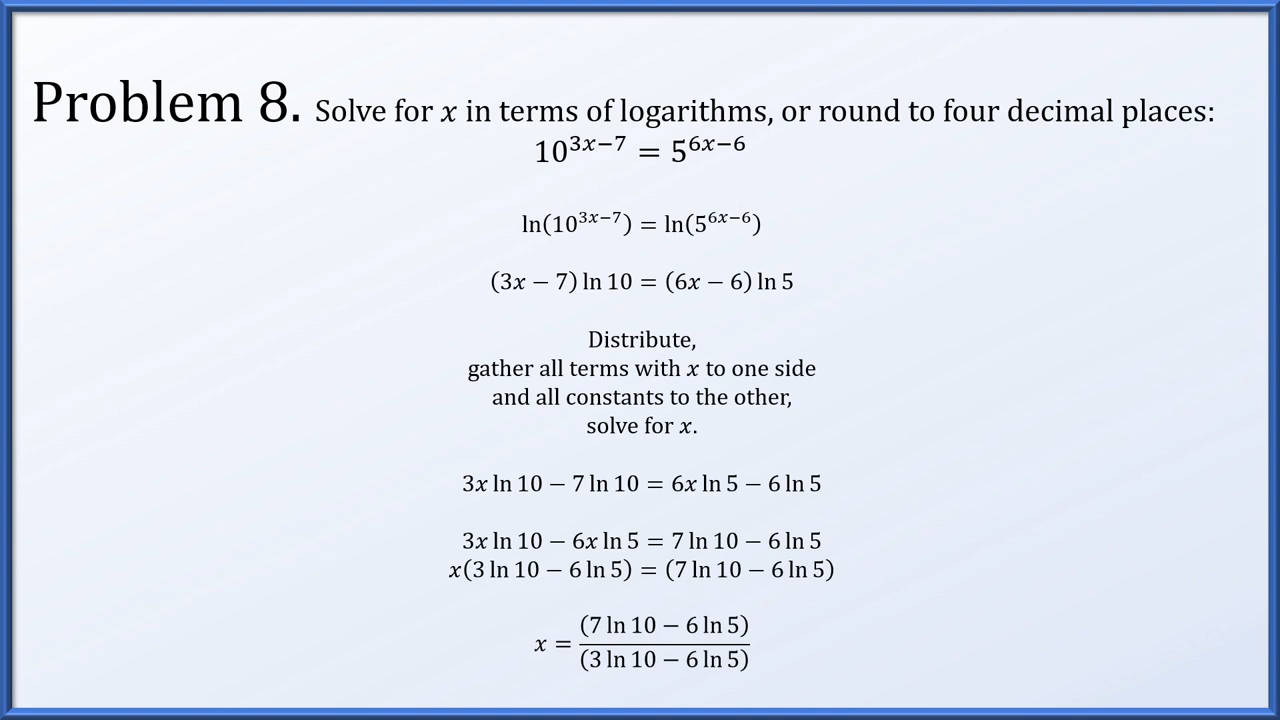 Problem 8. Solve for x in terms of logarithms, or round to four decimal places:
10^{3x−7} = 5^{6x−6}
ln(10^{3x−7}) = ln(5^{6x−6})
(3x − 7) ln 10 = (6x − 6) ln 5
Distribute,
gather all terms with x to one side
and all constants to the other,
solve for x.
3x ln 10 − 7 ln 10 = 6x ln 5 − 6 ln 5
3x ln 10 − 6x ln 5 = 7 ln 10 − 6 ln 5
x(3 ln 10 − 6 ln 5) = (7 ln 10 − 6 ln 5)
x = \frac{(7 ln 10 − 6 ln 5)}{(3 ln 10 − 6 ln 5)}